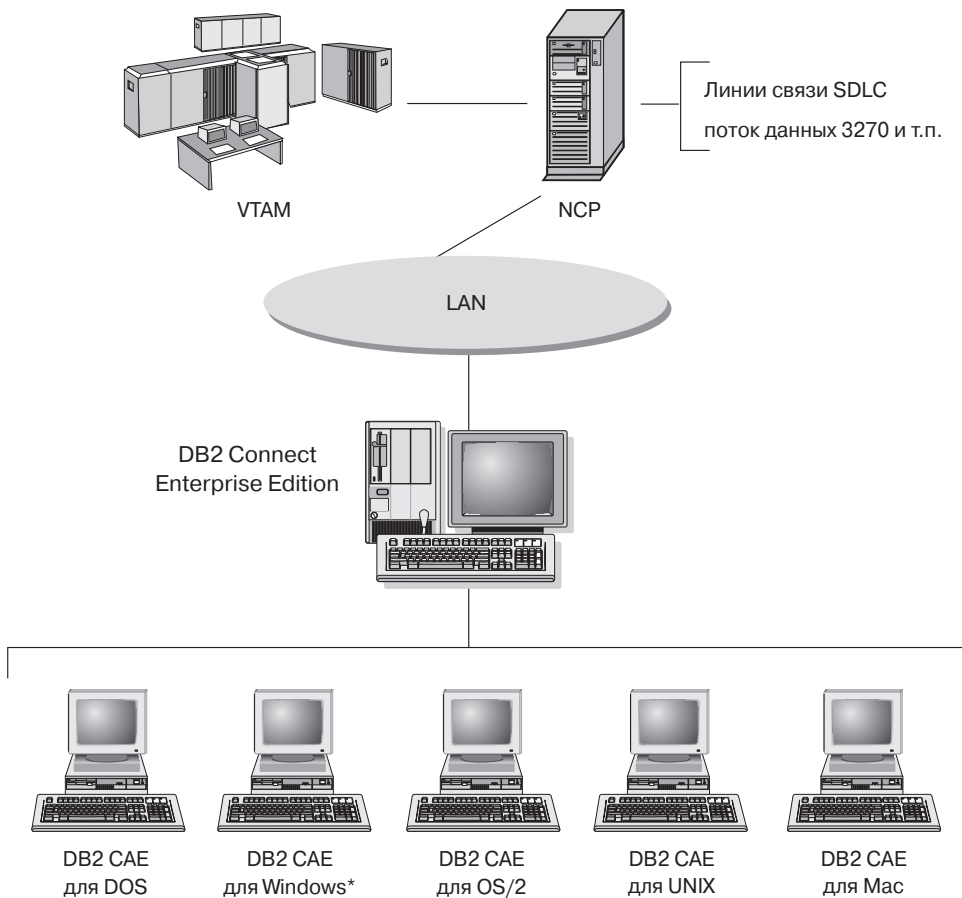 Линии связи SDLC
поток данных 3270 и т.п.
VTAM
NCP
LAN
DB2 Connect
Enterprise Edition
DB2 CAE
для DOS
DB2 CAE
для Windows*
DB2 CAE
для OS/2
DB2 CAE
для UNIX
DB2 CAE
для Mac